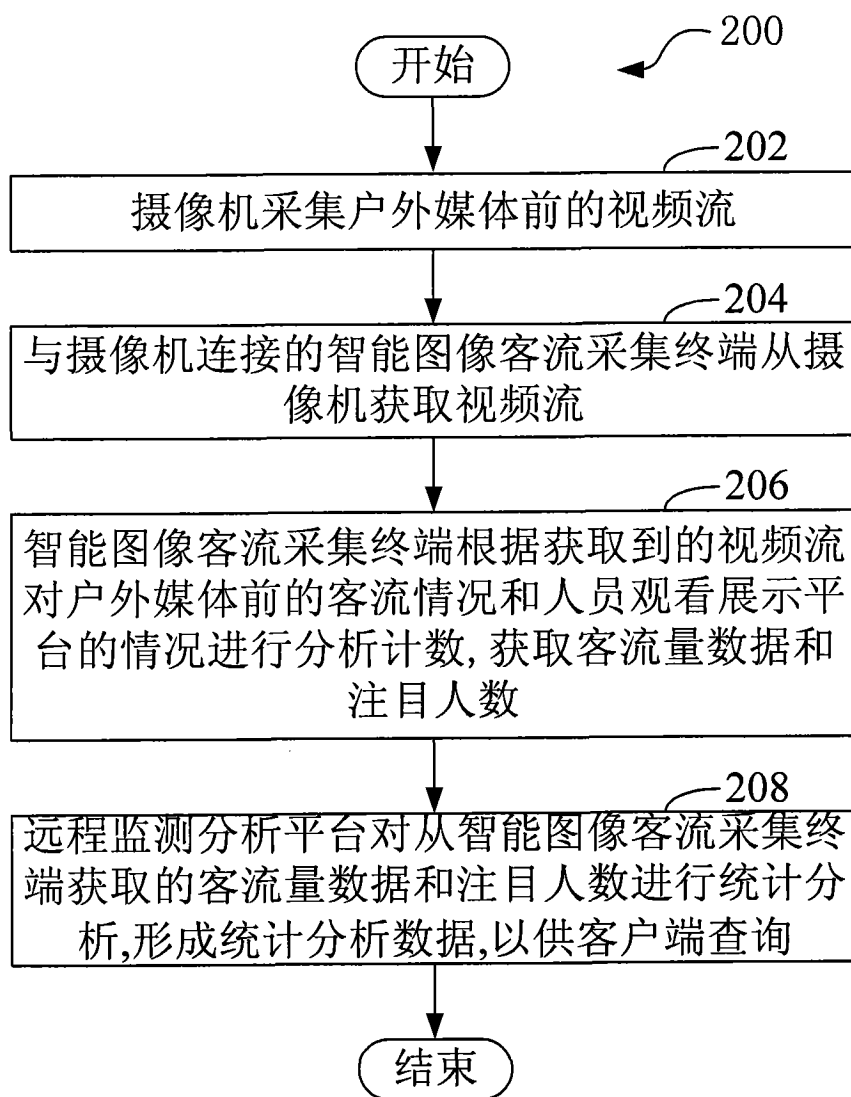 200
开始
202
摄像机采集户外媒体前的视频流
204
与摄像机连接的智能图像客流采集终端从摄
像机获取视频流
206
智能图像客流采集终端根据获取到的视频流
对户外媒体前的客流情况和人员观看展示平
台的情况进行分析计数, 获取客流量数据和
注目人数
208
远程监测分析平台对从智能图像客流采集终
端获取的客流量数据和注目人数进行统计分
析,形成统计分析数据,以供客户端查询
结束